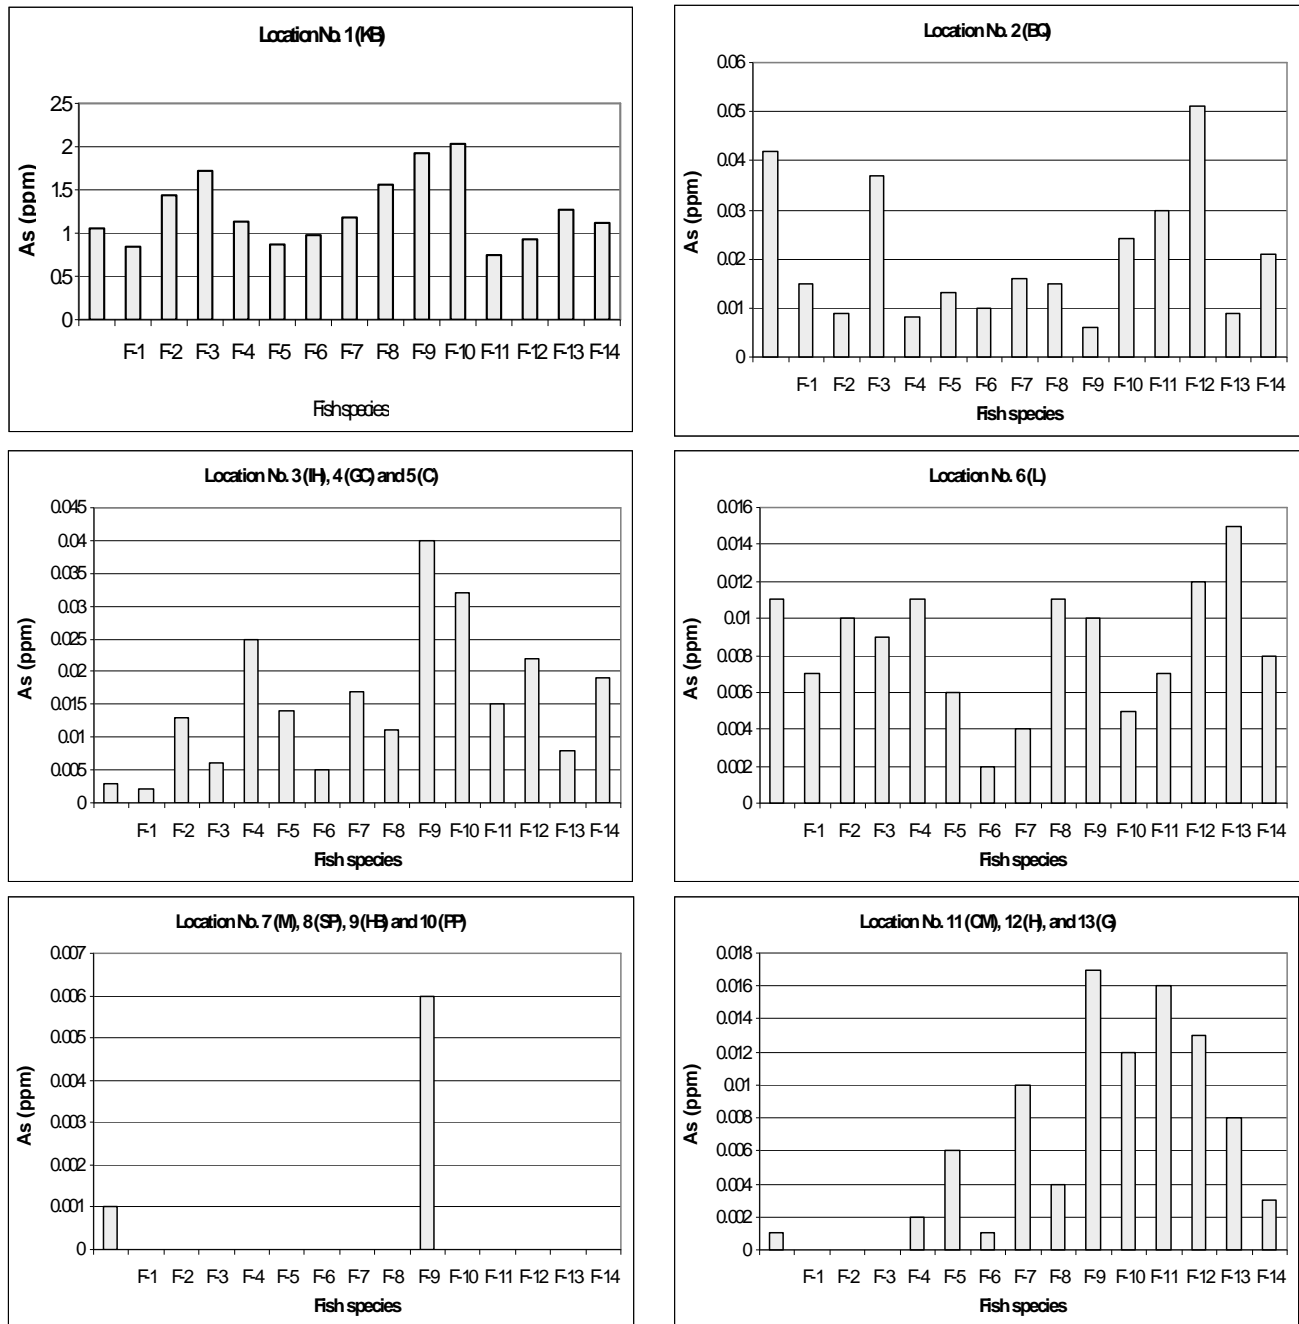 Location No. 1 (KB)
As (ppm)
2.5
2
1.5
1
0.5
0
F-1 F-2 F-3 F-4 F-5 F-6 F-7 F-8 F-9 F-10 F-11 F-12 F-13 F-14
Fish species
Location No. 2 (BQ)
As (ppm)
0.06
0.05
0.04
0.03
0.02
0.01
0
F-1 F-2 F-3 F-4 F-5 F-6 F-7 F-8 F-9 F-10 F-11 F-12 F-13 F-14
Fish species
Location No. 3 (IH), 4 (GC) and 5 (C)
As (ppm)
0.045
0.04
0.035
0.03
0.025
0.02
0.015
0.01
0.005
0
F-1 F-2 F-3 F-4 F-5 F-6 F-7 F-8 F-9 F-10 F-11 F-12 F-13 F-14
Fish species
Location No. 6 (L)
As (ppm)
0.016
0.014
0.012
0.01
0.008
0.006
0.004
0.002
0
F-1 F-2 F-3 F-4 F-5 F-6 F-7 F-8 F-9 F-10 F-11 F-12 F-13 F-14
Fish species
Location No. 7 (M), 8 (SP), 9 (HB) and 10 (PP)
As (ppm)
0.007
0.006
0.005
0.004
0.003
0.002
0.001
0
F-1 F-2 F-3 F-4 F-5 F-6 F-7 F-8 F-9 F-10 F-11 F-12 F-13 F-14
Fish species
Location No. 11 (CM), 12 (H), and 13 (G)
As (ppm)
0.018
0.016
0.014
0.012
0.01
0.008
0.006
0.004
0.002
0
F-1 F-2 F-3 F-4 F-5 F-6 F-7 F-8 F-9 F-10 F-11 F-12 F-13 F-14
Fish species